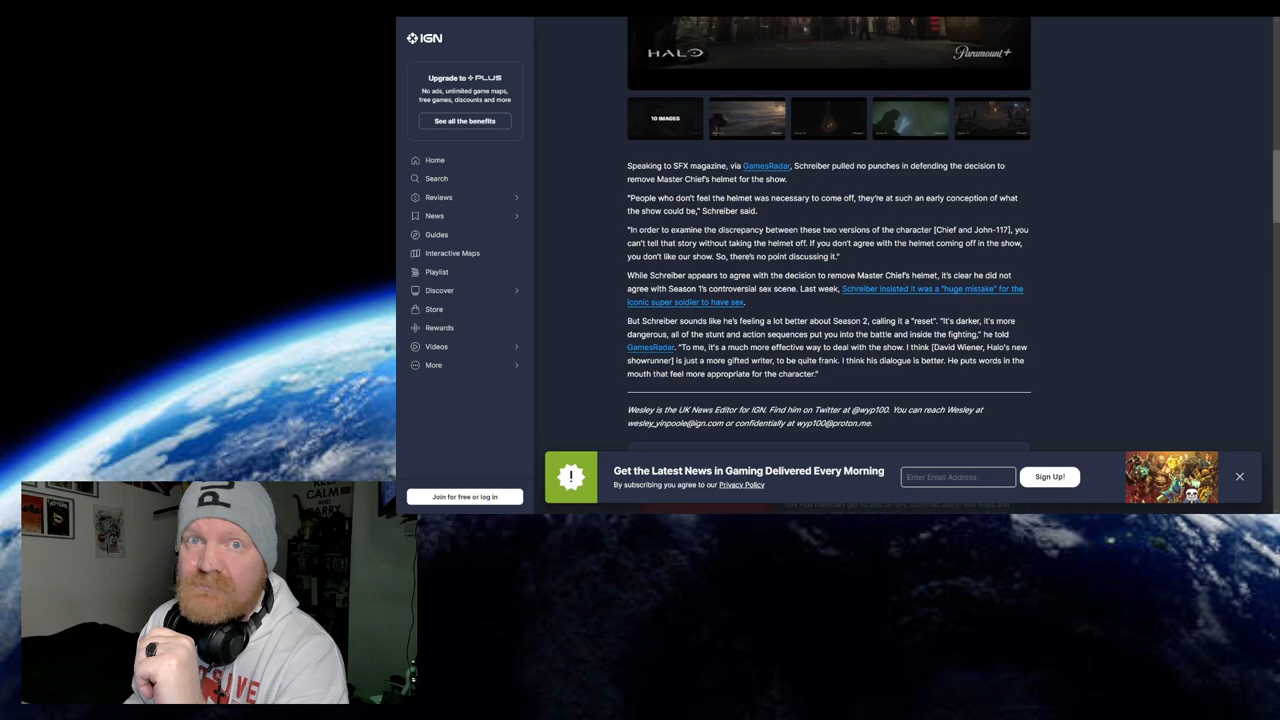 IGN
Upgrade to + PLUS
No ads, unlimited game maps,
free games, discounts and more
See all the benefits
Home
Search
Reviews
News
Guides
Interactive Maps
Playlist
Discover
Store
Rewards
Videos
More
Join for free or log in
HALO
Paramount+
10 IMAGES
Speaking to SFX magazine, via GamesRadar, Schreiber pulled no punches in defending the decision to
remove Master Chief's helmet for the show.
"People who don't feel the helmet was necessary to come off, they're at such an early conception of what
the show could be," Schreiber said.
"In order to examine the discrepancy between these two versions of the character [Chief and John-117], you
can't tell that story without taking the helmet off. If you don't agree with the helmet coming off in the show,
you don't like our show. So, there's no point discussing it."
While Schreiber appears to agree with the decision to remove Master Chief's helmet, it's clear he did not
agree with Season 1's controversial sex scene. Last week, Schreiber insisted it was a "huge mistake" for the
iconic super soldier to have sex.
But Schreiber sounds like he's feeling a lot better about Season 2, calling it a "reset". "It's darker, it's more
dangerous, all of the stunt and action sequences put you into the battle and inside the fighting," he told
GamesRadar. "To me, it's a much more effective way to deal with the show. I think [David Wiener, Halo's new
showrunner] is just a more gifted writer, to be quite frank. I think his dialogue is better. He puts words in the
mouth that feel more appropriate for the character."
Wesley is the UK News Editor for IGN. Find him on Twitter at @wyp100. You can reach Wesley at
wesley_yinpoole@ign.com or confidentially at wyp100@proton.me.
!
Get the Latest News in Gaming Delivered Every Morning
By subscribing you agree to our Privacy Policy
Enter Email Address
Sign Up!
KEEP
CALM
AND
CARRY